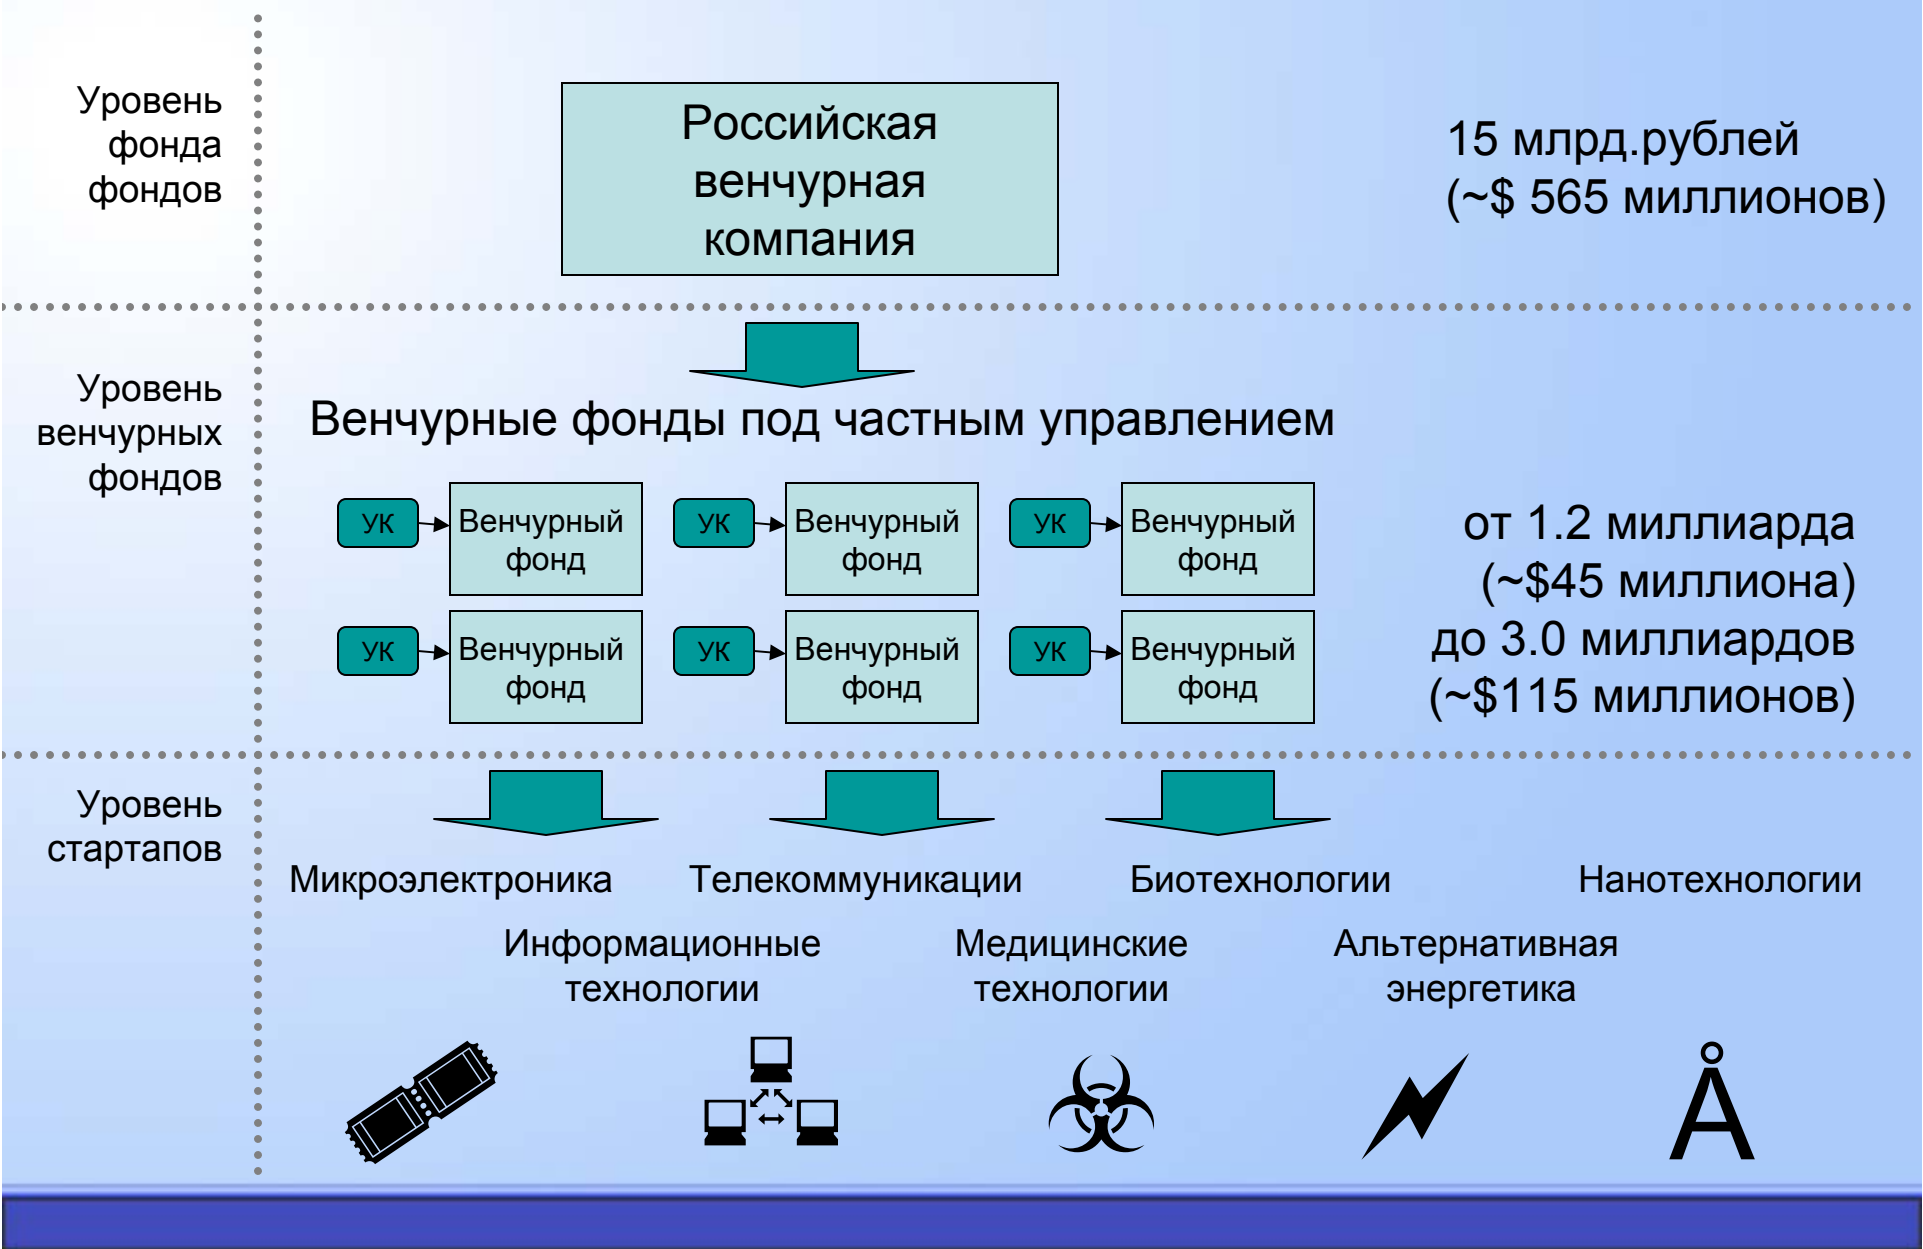 Уровень
фонда
фондов
Российская
венчурная
компания
15 млрд.рублей
(~$ 565 миллионов)
Уровень
венчурных
фондов
Венчурные фонды под частным управлением
УК
Венчурный
фонд
УК
Венчурный
фонд
УК
Венчурный
фонд
УК
Венчурный
фонд
УК
Венчурный
фонд
УК
Венчурный
фонд
от 1.2 миллиарда
(~$45 миллиона)
до 3.0 миллиардов
(~$115 миллионов)
Уровень
стартапов
Микроэлектроника
Телекоммуникации
Биотехнологии
Нанотехнологии
Информационные
технологии
Медицинские
технологии
Альтернативная
энергетика
Å